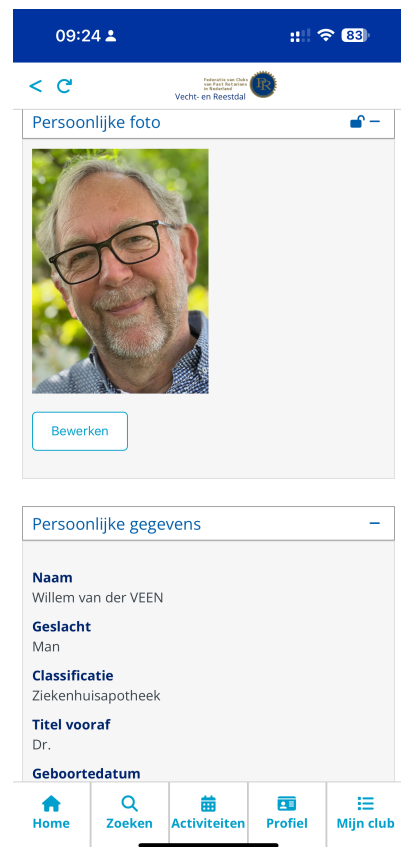 09:24
83
Federatie van Clubs
van Past Rotarians
in Nederland
PR
Vecht- en Reestdal
Persoonlijke foto
Bewerken
Persoonlijke gegevens
Naam
Willem van der VEEN
Geslacht
Man
Classificatie
Ziekenhuisapotheek
Titel vooraf
Dr.
Geboortedatum
Home Zoeken Activiteiten Profiel Mijn club